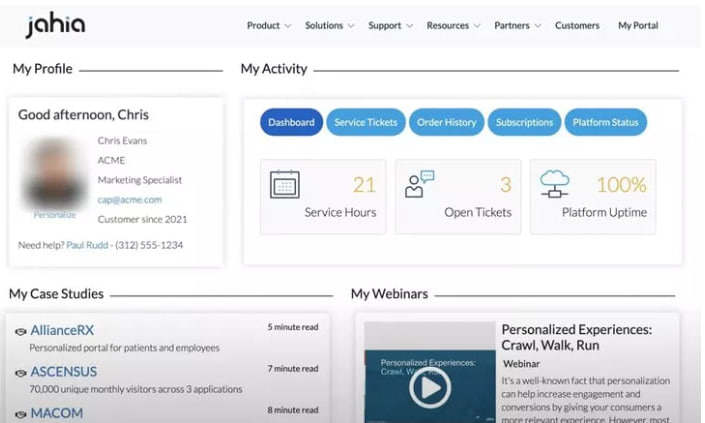 jahia
Product Solutions Support Resources Partners Customers My Portal
My Profile
My Activity
Good afternoon, Chris
Chris Evans
ACME
Marketing Specialist
cap@acme.com
Customer since 2021
Personalize
Need help? Paul Rudd - (312) 555-1234
Dashboard Service Tickets Order History Subscriptions Platform Status
21
Service Hours
3
Open Tickets
100%
Platform Uptime
My Case Studies
AllianceRX 5 minute read
Personalized portal for patients and employees
ASCENSUS 7 minute read
70,000 unique monthly visitors across 3 applications
MACOM 8 minute read
My Webinars
Personalized Experiences:
Crawl, Walk, Run
Personalized Experiences:
Crawl, Walk, Run
Webinar
It's a well-known fact that personalization
can help increase engagement and
conversions by giving your consumers a
more relevant experience. However, most